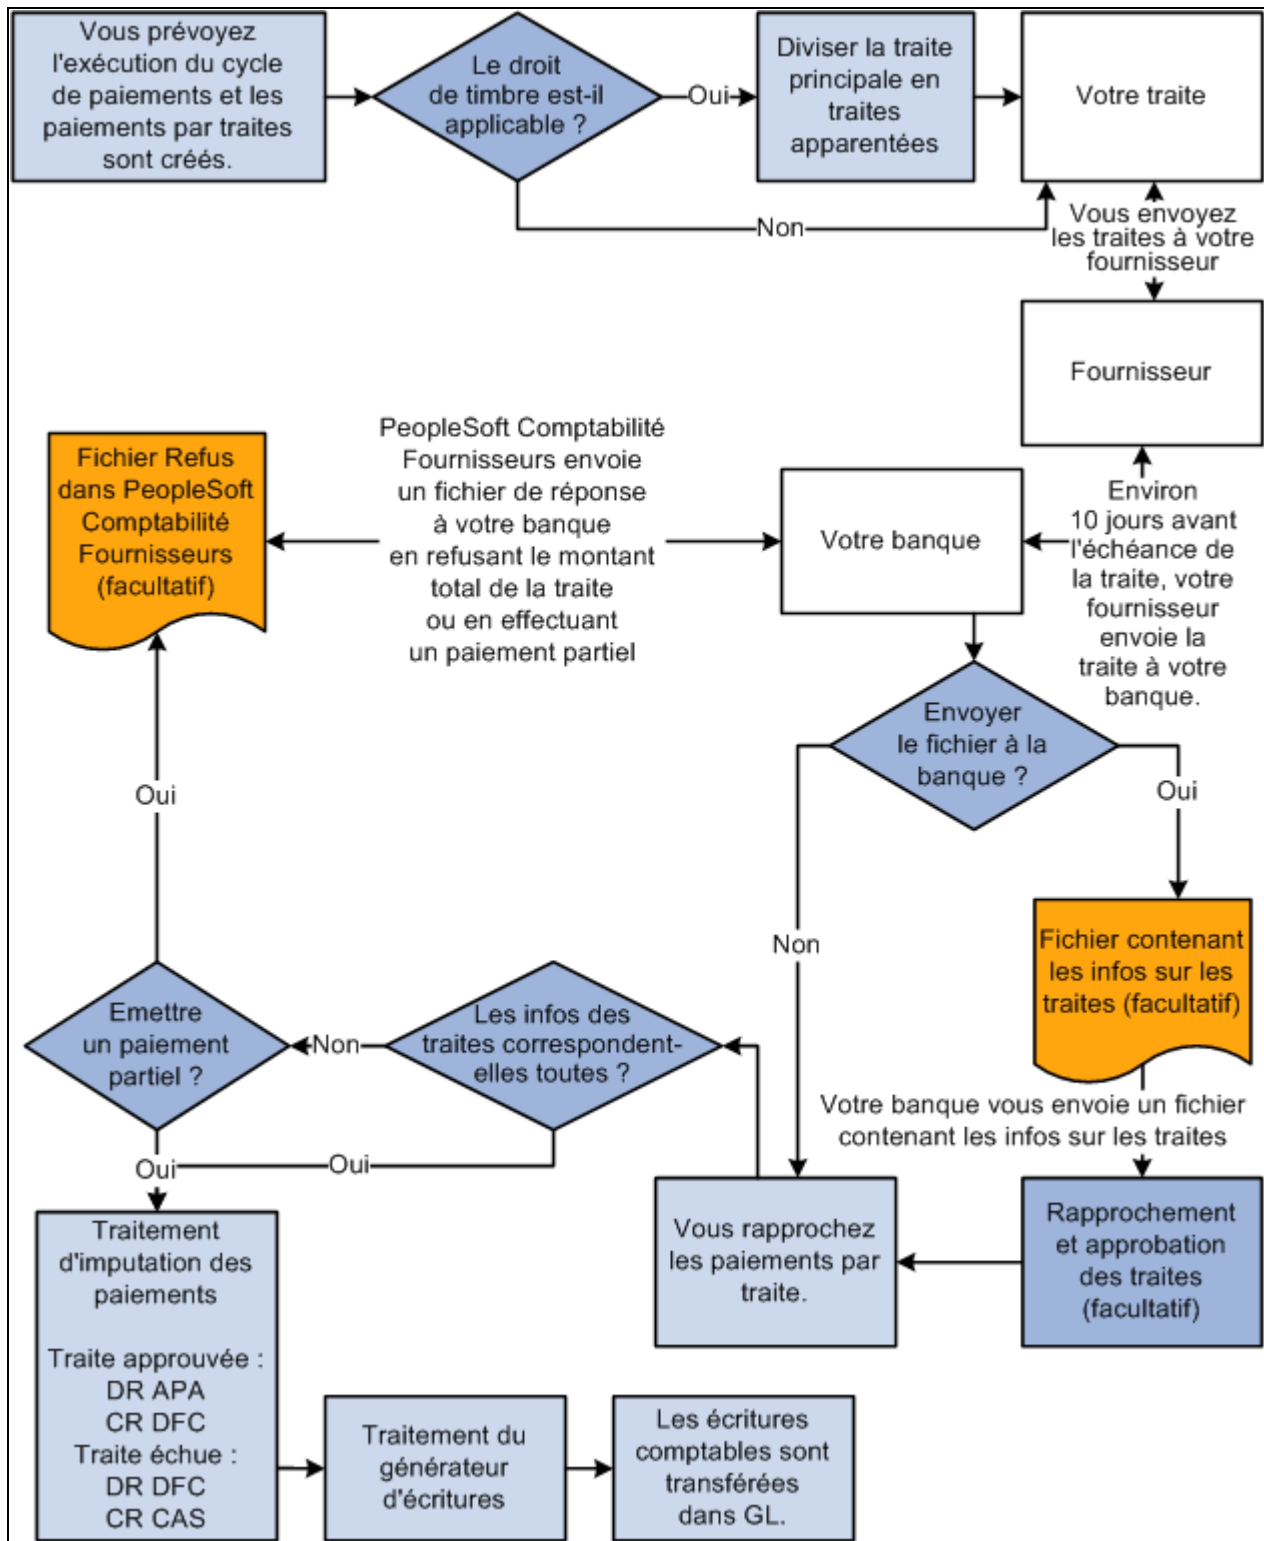 Vous prévoyez
l'exécution du cycle
de paiements et les
paiements par traites
sont créés.
Le droit
de timbre est-il
applicable ?
Oui
Diviser la traite
principale en
traites
apparentées
Votre traite
Non
Vous envoyez
les traites à votre
fournisseur
Fournisseur
Fichier Refus
dans PeopleSoft
Comptabilité
Fournisseurs
(facultatif)
PeopleSoft Comptabilité
Fournisseurs envoie
un fichier de réponse
à votre banque
en refusant le montant
total de la traite
ou en effectuant
un paiement partiel
Votre banque
Environ
10 jours avant
l'échéance de
la traite, votre
fournisseur
envoie la
traite à votre
banque.
Envoyer
le fichier à la
banque ?
Oui
Oui
Non
Fichier contenant
les infos sur les
traites (facultatif)
Emettre
un paiement
partiel ?
Non
Les infos des
traites correspondent-
elles toutes ?
Votre banque vous envoie un fichier
contenant les infos sur les traites
Oui
Oui
Traitement
d'imputation des
paiements
Traite approuvée :
DR APA
CR DFC
Traite échue :
DR DFC
CR CAS
Vous rapprochez
les paiements par
traite.
Rapprochement
et approbation
des traites
(facultatif)
Traitement du
générateur
d'écritures
Les écritures
comptables sont
transférées
dans GL.